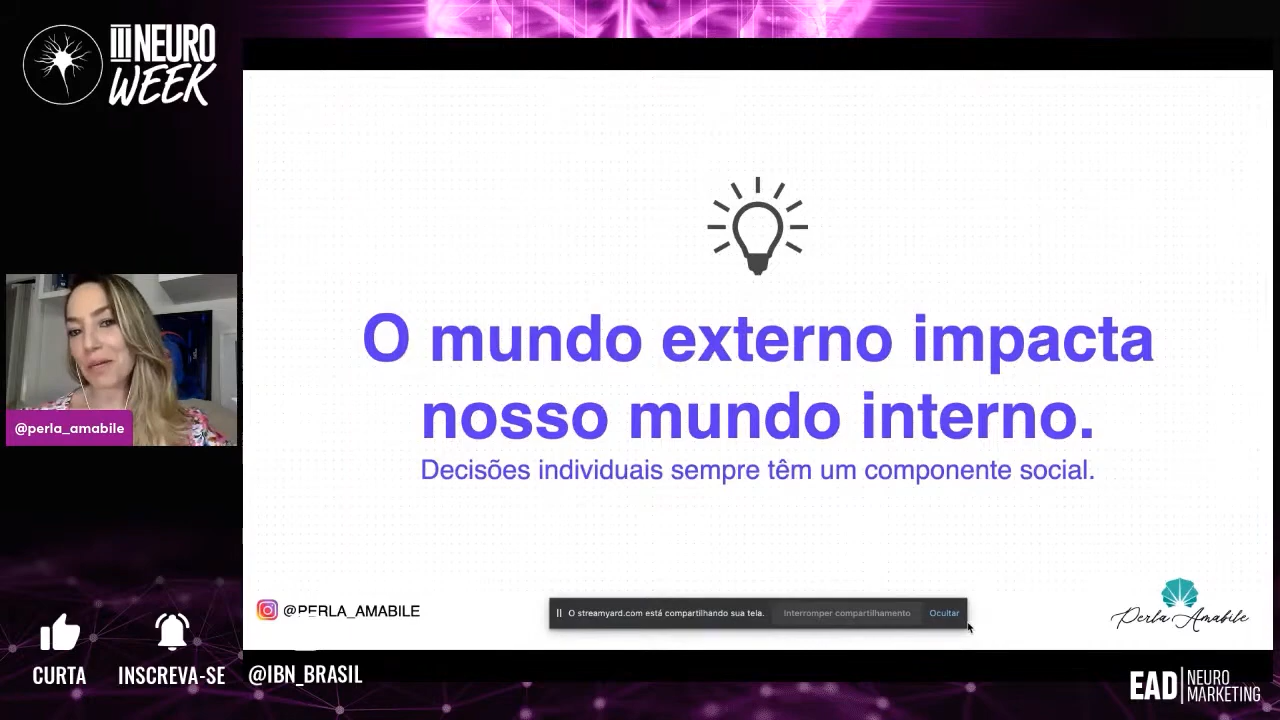 III NEURO
WEEK
O mundo externo impacta
nosso mundo interno.
Decisões individuais sempre têm um componente social.
@perla_amabile
@PERLA_AMABILE
O streamyard.com está compartilhando sua tela.
Interromper compartilhamento
Ocultar
Perla Amabile
CURTA
INSCREVA-SE
@IBN_BRASIL
EAD NEURO
MARKETING